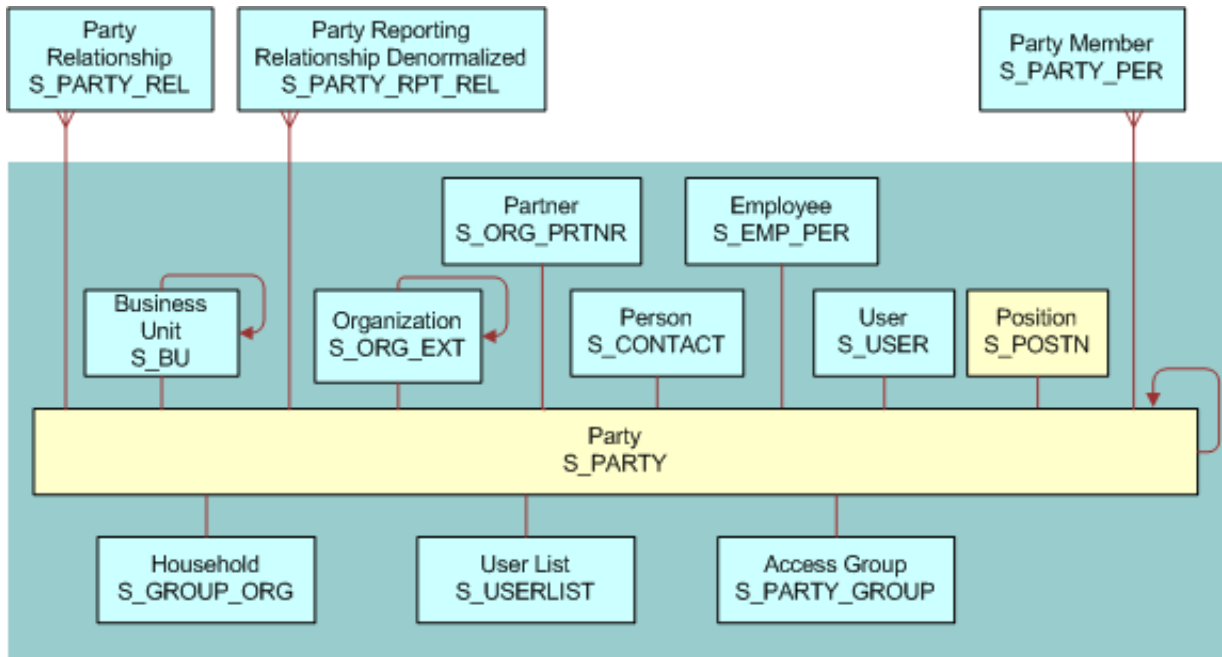 Party
Relationship
S_PARTY_REL
Party Reporting
Relationship Denormalized
S_PARTY_RPT_REL
Party Member
S_PARTY_PER
Partner
S_ORG_PRTNR
Employee
S_EMP_PER
Business
Unit
S_BU
Organization
S_ORG_EXT
Person
S_CONTACT
User
S_USER
Position
S_POSTN
Party
S_PARTY
Household
S_GROUP_ORG
User List
S_USERLIST
Access Group
S_PARTY_GROUP